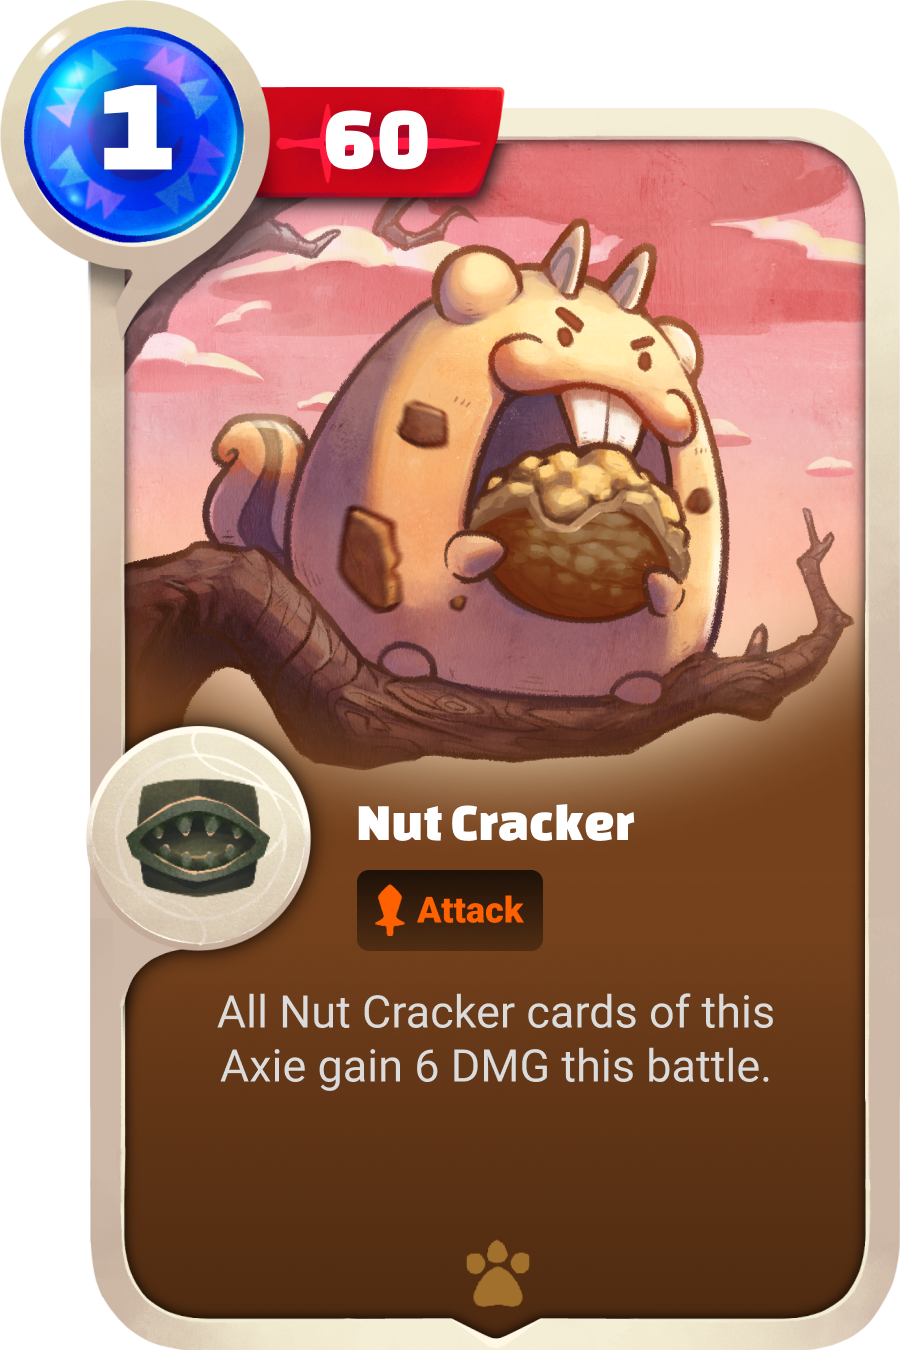 1
60
Nut Cracker
Attack
All Nut Cracker cards of this
Axie gain 6 DMG this battle.